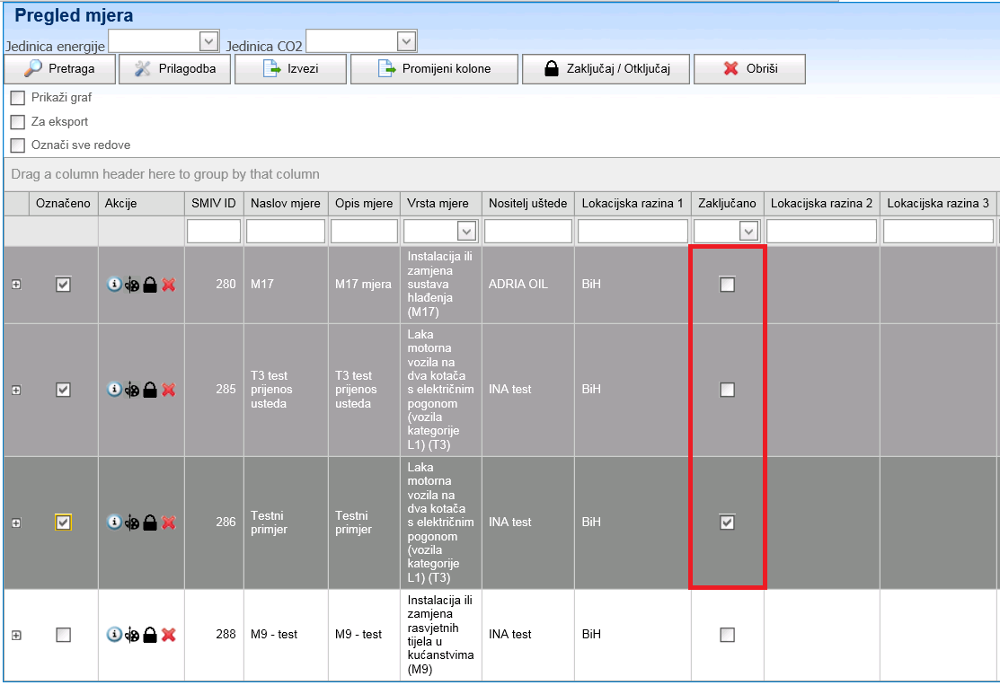 Pregled mjera
Jedinica energije Jedinica CO2
Pretraga Prilagodba Izvezi Promijeni kolone Zaključaj / Otključaj Obriši
Prikaži graf
Za eksport
Označi sve redove
Drag a column header here to group by that column
Označeno Akcije SMIV ID Naslov mjere Opis mjere Vrsta mjere Nositelj uštede Lokacijska razina 1 Zaključano Lokacijska razina 2 Lokacijska razina 3
Instalacija ili
zamjena
280 M17 M17 mjera sustava ADRIA OIL BiH
hlađenja
(M17)
Laka
motorna
vozila na
T3 test T3 test dva kotača
285 prijenos prijenos s električnim INA test BiH
usteda usteda pogonom
(vozila
kategorije
L1) (T3)
Laka
motorna
vozila na
Testni Testni dva kotača
286 primjer primjer s električnim INA test BiH
pogonom
(vozila
kategorije
L1) (T3)
Instalacija ili
zamjena
288 M9 - test M9 - test rasvjetnih INA test BiH
tijela u
kućanstvima
(M9)